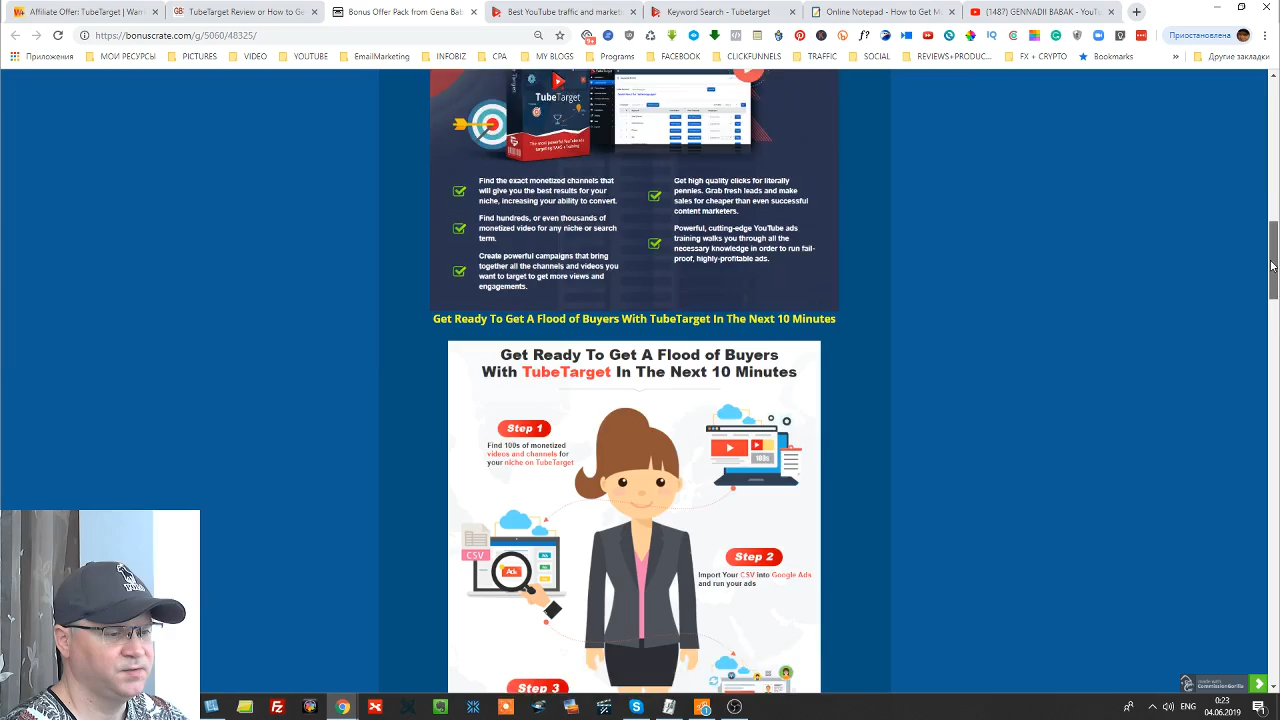 Affiliate Offer: TubeTarget | Warri
TubeTarget Review or How to Ge
Bonus Offer Pack from Gena Bab
Best YouTube traffic and marketi
Keyword Search - Tubetarget
Online Notepad - How to Get M
(1487) GENNADII BABAK - YouTu
https://bonuscrate.com/g/5060/48325/
9+
Приостановлена
Приложения
MY PERSONAL
PICTURES
YOUTUBE
EmailMarketing
INFOBIZ
CPA
MY BLOGS
Programs
FACEBOOK
CLICKFUNNELS
TRAFFIC
SOCIAL
REVIEWS+PRODUC...
Bookmarks
Другие закладки
TubeTarget
Find the exact monetized channels that
will give you the best results for your
niche, increasing your ability to convert.
Find hundreds, or even thousands of
monetized video for any niche or search
term.
Create powerful campaigns that bring
together all the channels and videos you
want to target to get more views and
engagements.
Get high quality clicks for literally
pennies. Grab fresh leads and make
sales for cheaper than even successful
content marketers.
Powerful, cutting-edge YouTube ads
training walks you through all the
necessary knowledge in order to run fail-
proof, highly-profitable ads.
Get Ready To Get A Flood of Buyers With TubeTarget In The Next 10 Minutes
Get Ready To Get A Flood of Buyers
With TubeTarget In The Next 10 Minutes
Step 1
Find 100s of monetized
videos and channels for
your niche on TubeTarget
100s
CSV
Ads
Step 2
Import Your CSV into Google Ads
and run your ads
Step 3
made with
CommissionGorilla
ENG
0:23
04.06.2019